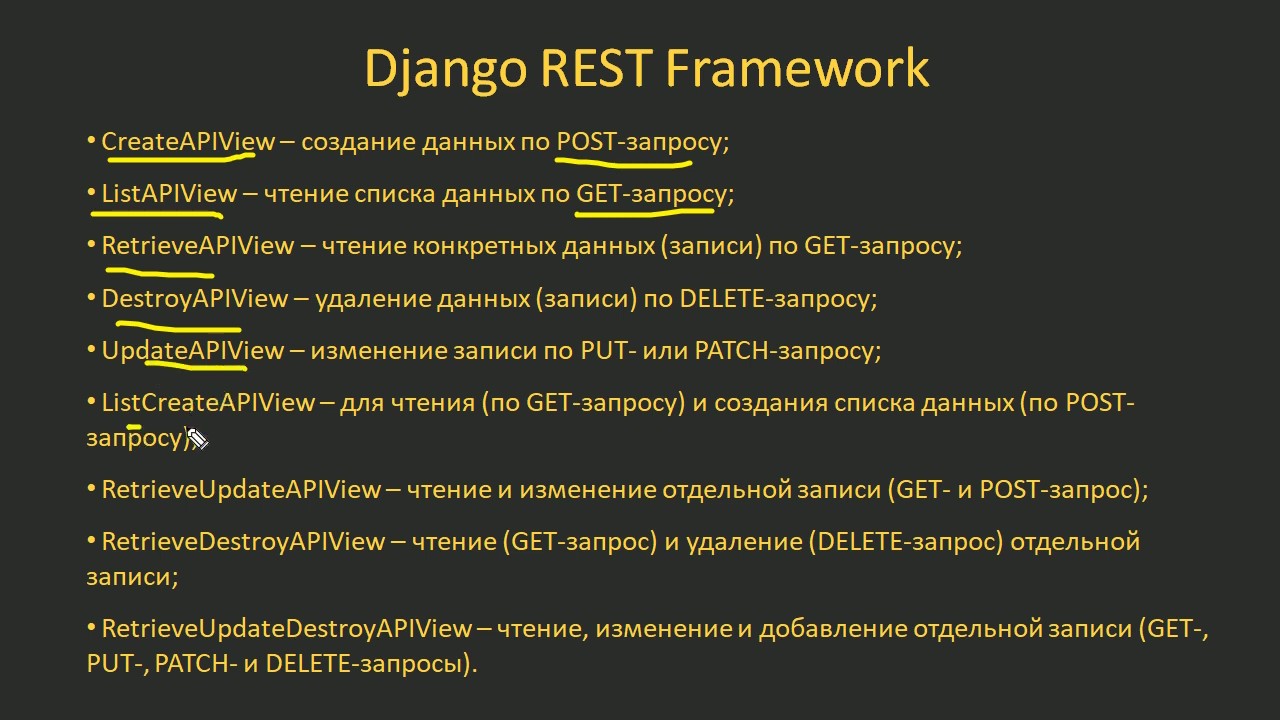 Django REST Framework
• CreateAPIView – создание данных по POST-запросу;
• ListAPIView – чтение списка данных по GET-запросу;
• RetrieveAPIView – чтение конкретных данных (записи) по GET-запросу;
• DestroyAPIView – удаление данных (записи) по DELETE-запросу;
• UpdateAPIView – изменение записи по PUT- или PATCH-запросу;
• ListCreateAPIView – для чтения (по GET-запросу) и создания списка данных (по POST-
запросу);
• RetrieveUpdateAPIView – чтение и изменение отдельной записи (GET- и POST-запрос);
• RetrieveDestroyAPIView – чтение (GET-запрос) и удаление (DELETE-запрос) отдельной
записи;
• RetrieveUpdateDestroyAPIView – чтение, изменение и добавление отдельной записи (GET-,
PUT-, PATCH- и DELETE-запросы).